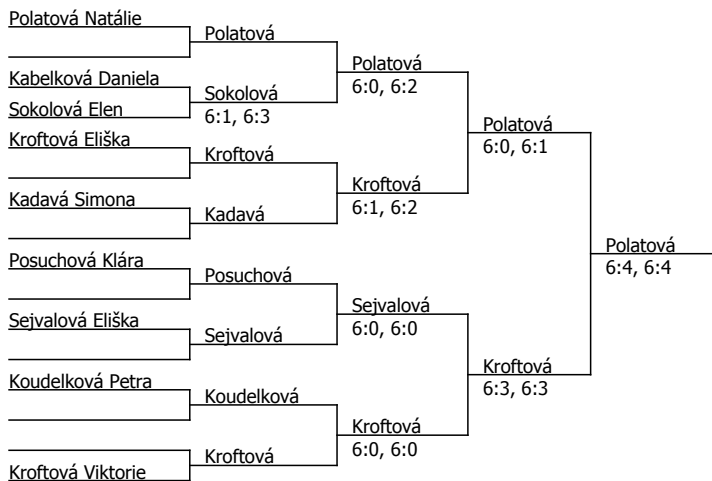 Polatová Natálie
Polatová
Polatová
6:0, 6:2
Kabelková Daniela
Sokolová
6:1, 6:3
Sokolová Elen
Polatová
6:0, 6:1
Kroftová Eliška
Kroftová
Kroftová
6:1, 6:2
Kadavá Simona
Kadavá
Polatová
6:4, 6:4
Posuchová Klára
Posuchová
Sejvalová
6:0, 6:0
Sejvalová Eliška
Sejvalová
Kroftová
6:3, 6:3
Koudelková Petra
Koudelková
Kroftová
6:0, 6:0
Kroftová
Kroftová Viktorie